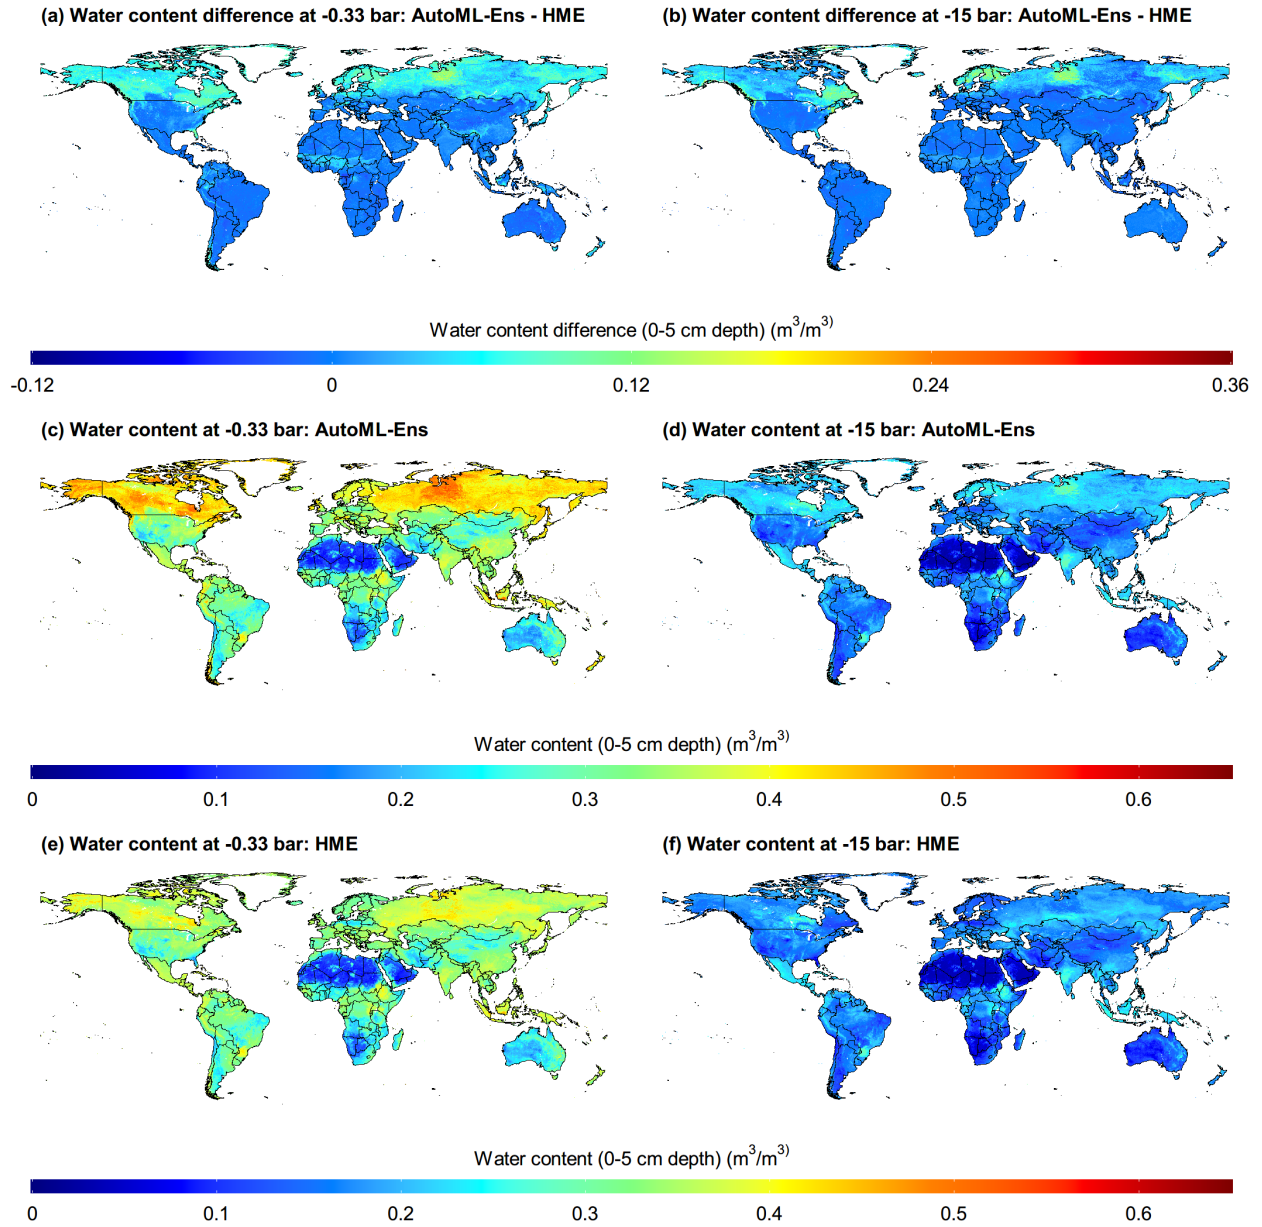 (a) Water content difference at -0.33 bar: AutoML-Ens - HME
(b) Water content difference at -15 bar: AutoML-Ens - HME
Water content difference (0-5 cm depth) (m³/m³⁾
-0.12 0 0.12 0.24 0.36
(c) Water content at -0.33 bar: AutoML-Ens
(d) Water content at -15 bar: AutoML-Ens
Water content (0-5 cm depth) (m³/m³⁾
0 0.1 0.2 0.3 0.4 0.5 0.6
(e) Water content at -0.33 bar: HME
(f) Water content at -15 bar: HME
Water content (0-5 cm depth) (m³/m³⁾
0 0.1 0.2 0.3 0.4 0.5 0.6